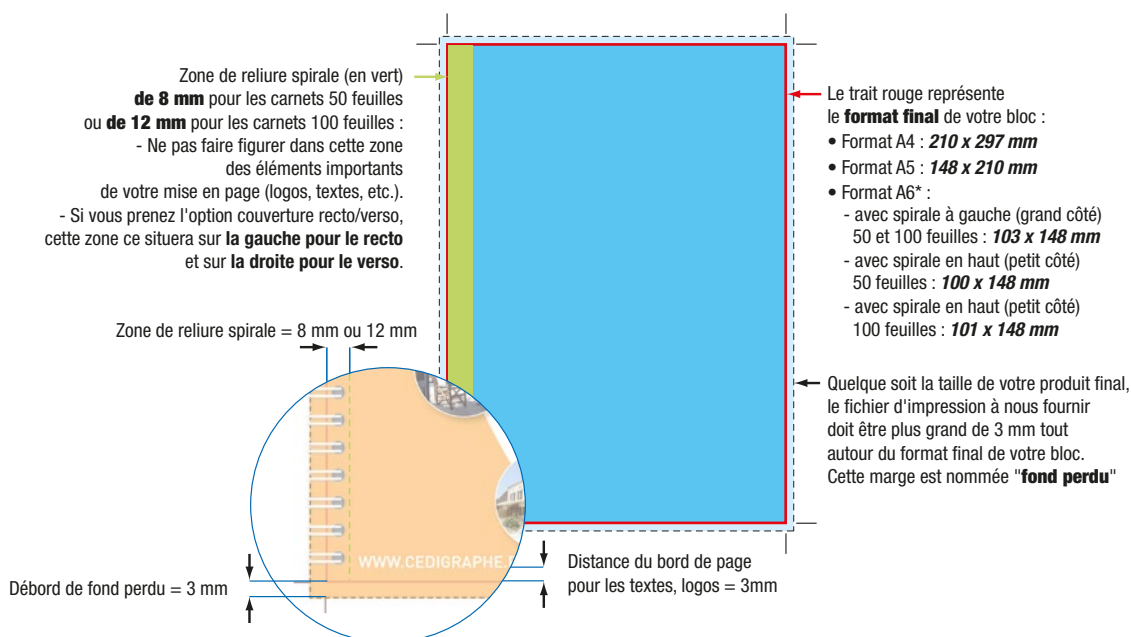 Zone de reliure spirale (en vert)
de 8 mm pour les carnets 50 feuilles
ou de 12 mm pour les carnets 100 feuilles :
- Ne pas faire figurer dans cette zone
des éléments importants
de votre mise en page (logos, textes, etc.).
- Si vous prenez l'option couverture recto/verso,
cette zone ce situera sur la gauche pour le recto
et sur la droite pour le verso.
Le trait rouge représente
le format final de votre bloc :
• Format A4 : 210 x 297 mm
• Format A5 : 148 x 210 mm
• Format A6* :
- avec spirale à gauche (grand côté)
50 et 100 feuilles : 103 x 148 mm
- avec spirale en haut (petit côté)
50 feuilles : 100 x 148 mm
- avec spirale en haut (petit côté)
100 feuilles : 101 x 148 mm
Quelque soit la taille de votre produit final,
le fichier d'impression à nous fournir
doit être plus grand de 3 mm tout
autour du format final de votre bloc.
Cette marge est nommée "fond perdu"
Zone de reliure spirale = 8 mm ou 12 mm
WWW.CEDIGRAPHE.
Débord de fond perdu = 3 mm
Distance du bord de page
pour les textes, logos = 3mm